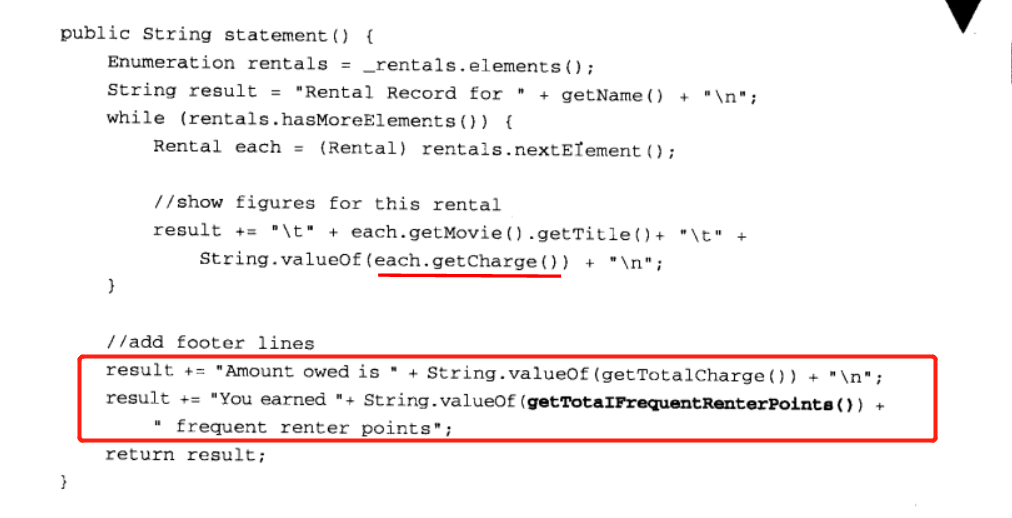 public String statement() {
Enumeration rentals = _rentals.elements();
String result = "Rental Record for " + getName() + "\n";
while (rentals.hasMoreElements()) {
Rental each = (Rental) rentals.nextElement();
//show figures for this rental
result += "\t" + each.getMovie().getTitle()+ "\t" +
String.valueOf(each.getCharge()) + "\n";
}
//add footer lines
result += "Amount owed is " + String.valueOf(getTotalCharge()) + "\n";
result += "You earned "+ String.valueOf(getTotaIFrequentRenterPoints()) +
" frequent renter points";
return result;
}